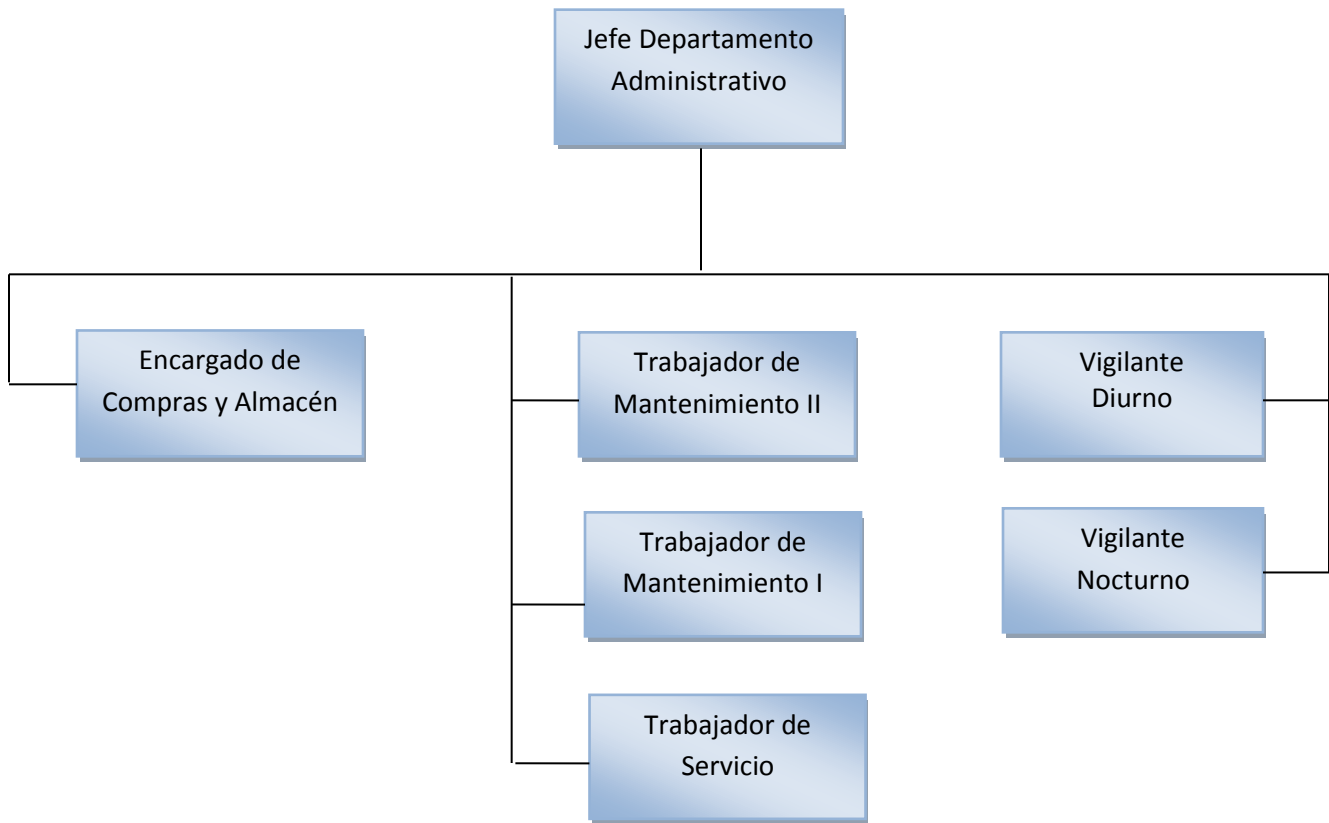 Jefe Departamento
Administrativo
Encargado de
Compras y Almacén
Trabajador de
Mantenimiento II
Vigilante
Diurno
Trabajador de
Mantenimiento I
Vigilante
Nocturno
Trabajador de
Servicio